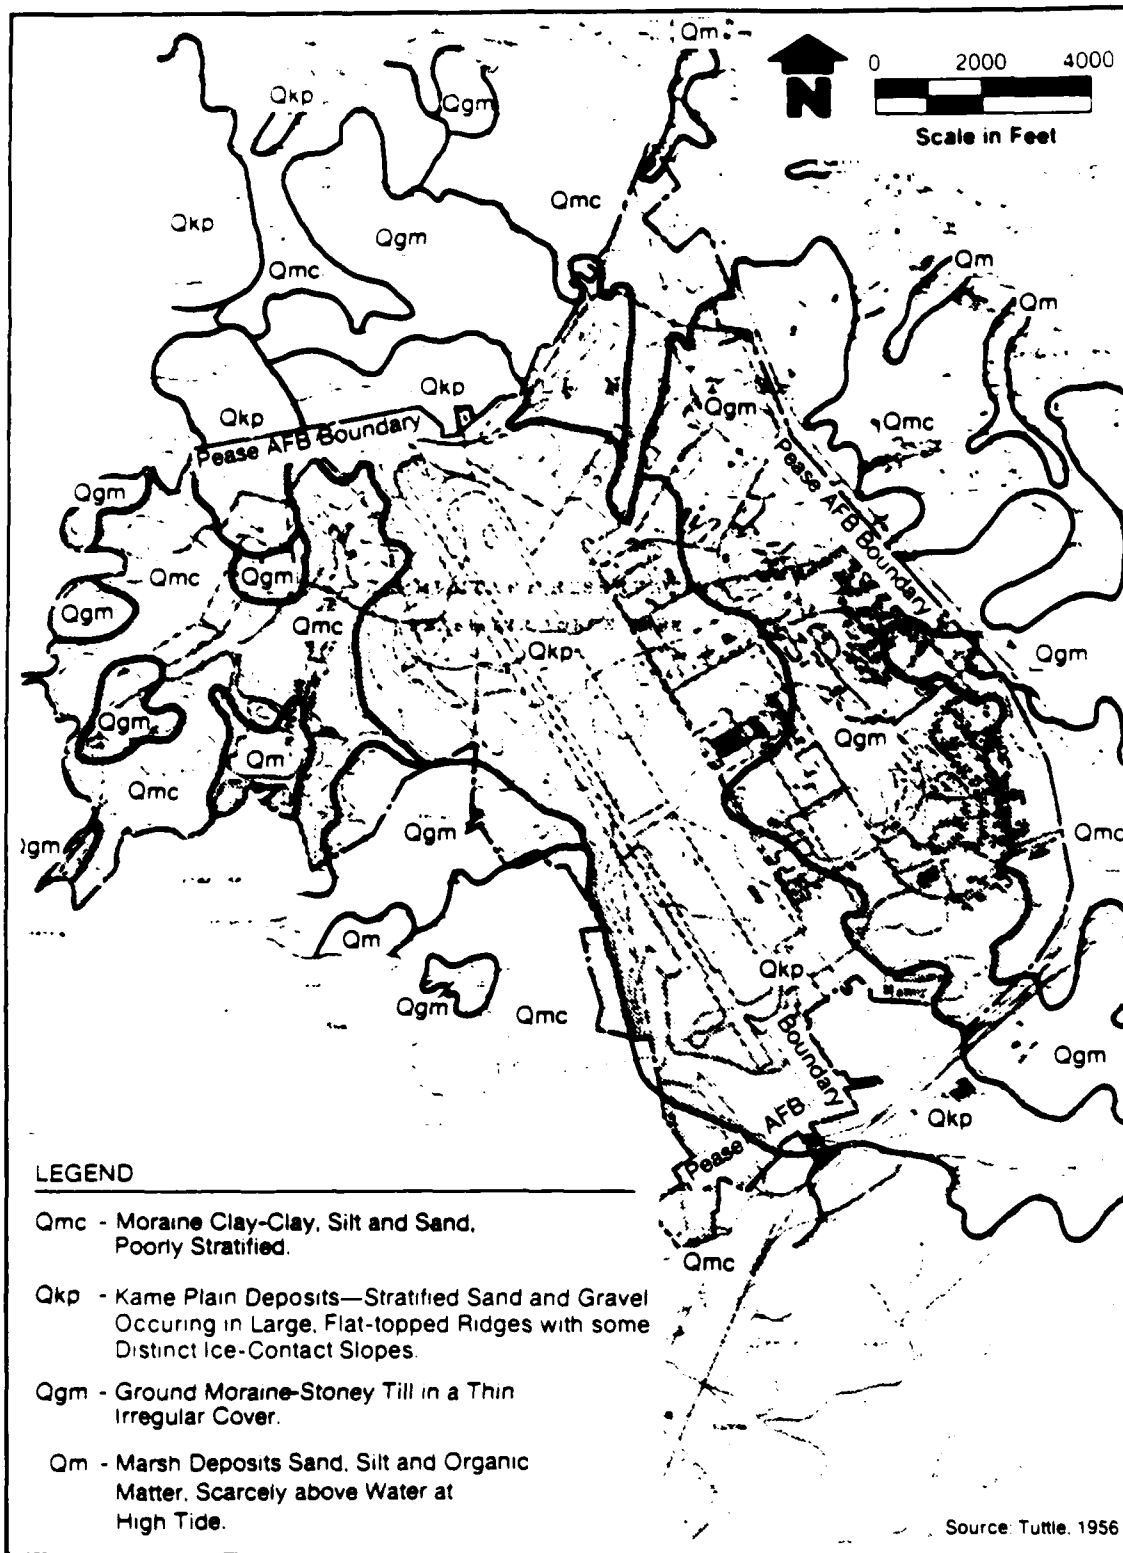 Qm
N
0 2000 4000
Scale in Feet
Qkp
Qgm
Qmc
Qkp
Qgm
Qmc
Qm
Qm
Qkp
Qgm
Qkp
Qmc
Pease AFB Boundary
Pease AFB Boundary
Qgm
Qmc
Qgm
Qgm
Qmc
Qkp
Qgm
Qgm
Qgm
Qm
Qmc
Qgm
Qmc
Qgm
Qm
Qkp
Qgm
Qmc
Qgm
Qkp
Pease AFB Boundary
Qmc
LEGEND
Qmc - Moraine Clay-Clay, Silt and Sand,
Poorly Stratified.
Qkp - Kame Plain Deposits—Stratified Sand and Gravel
Occuring in Large, Flat-topped Ridges with some
Distinct Ice-Contact Slopes.
Qgm - Ground Moraine-Stoney Till in a Thin
Irregular Cover.
Qm - Marsh Deposits Sand, Silt and Organic
Matter, Scarcely above Water at
High Tide.
Source: Tuttle, 1956